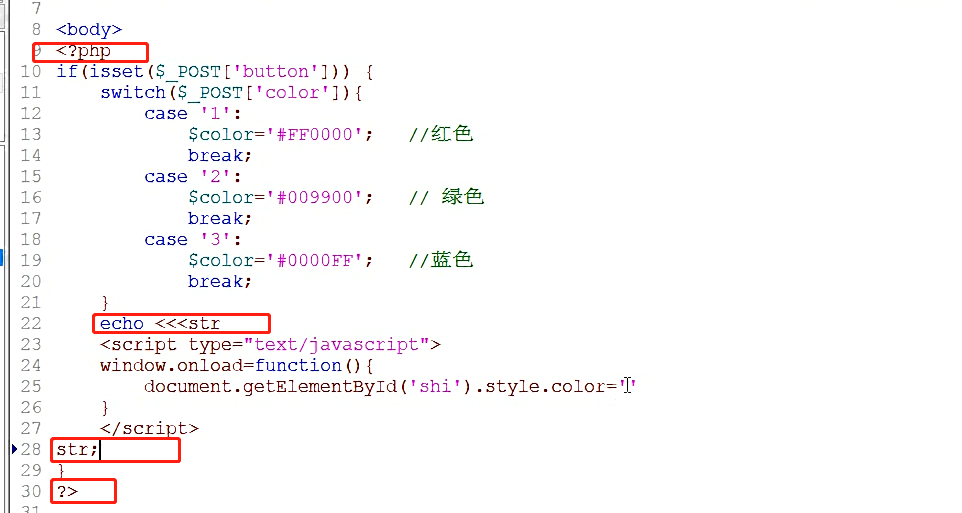 7
8 <body>
9 <?php
10 if(isset($_POST['button'])) {
11     switch($_POST['color']){
12         case '1':
13             $color='#FF0000';   //红色
14             break;
15         case '2':
16             $color='#009900';   // 绿色
17             break;
18         case '3':
19             $color='#0000FF';   //蓝色
20             break;
21     }
22     echo <<<str
23     <script type="text/javascript">
24     window.onload=function(){
25         document.getElementById('shi').style.color=''
26     }
27     </script>
28 str;
29 }
30 ?>
31